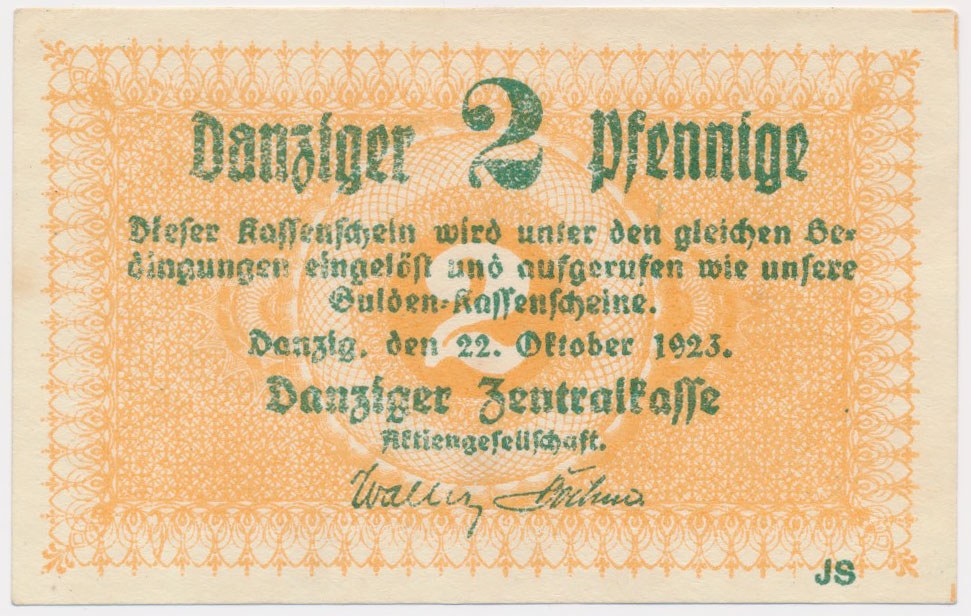 Danziger 2 Pfennige
Dieser Kassenschein wird unter den gleichen Be-
dingungen eingelöst und aufgerufen wie unsere
Gulden-Kassenscheine.
2
Danzig, den 22. Oktober 1923.
Danziger Zentralkasse
Aktiengesellschaft.
JS